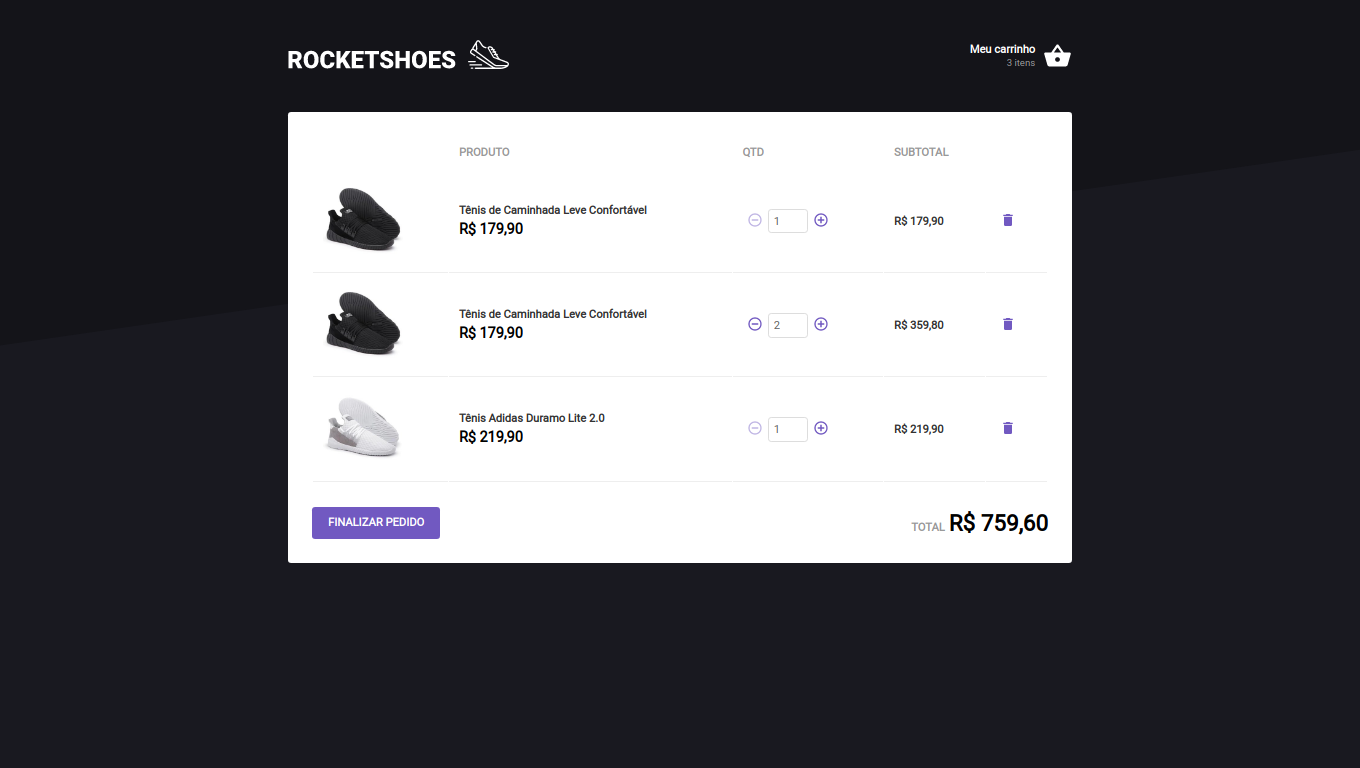 ROCKETSHOES
Meu carrinho
3 itens
PRODUTO QTD SUBTOTAL
Tênis de Caminhada Leve Confortável
R$ 179,90
1
R$ 179,90
Tênis de Caminhada Leve Confortável
R$ 179,90
2
R$ 359,80
Tênis Adidas Duramo Lite 2.0
R$ 219,90
1
R$ 219,90
FINALIZAR PEDIDO
TOTAL R$ 759,60